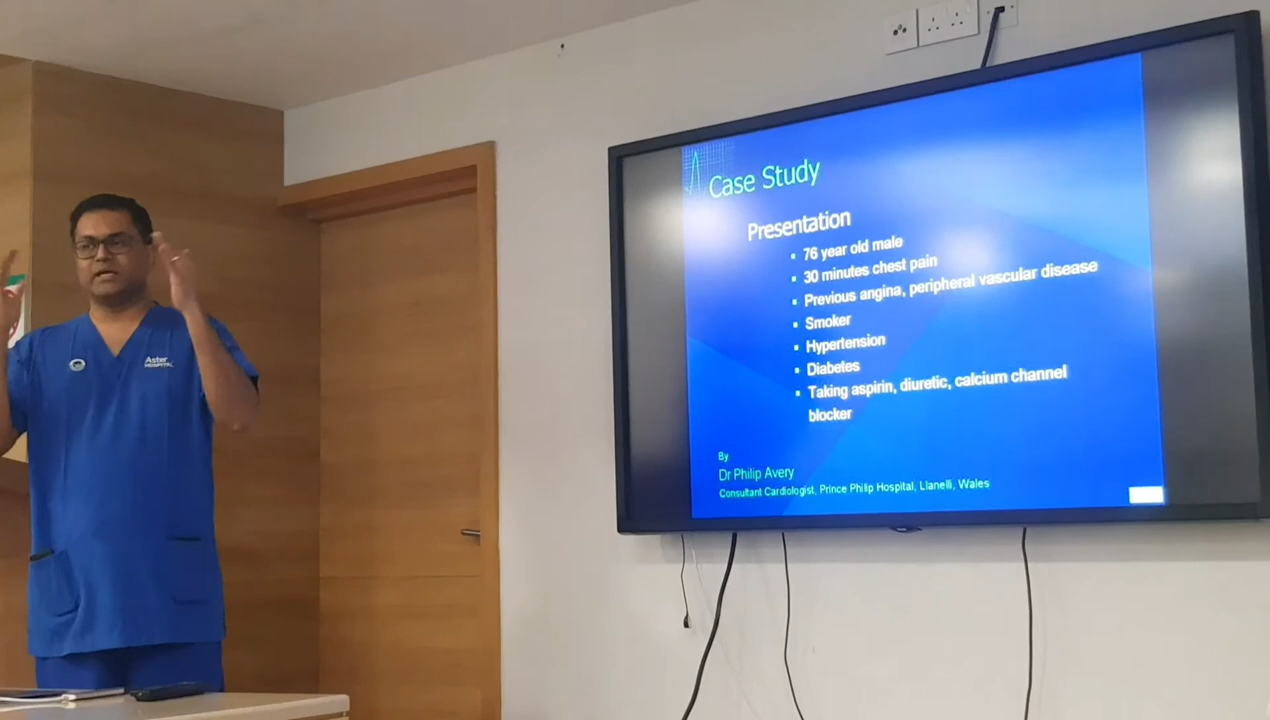 Aster
HOSPITAL
Case Study
Presentation
76 year old male
30 minutes chest pain
Previous angina, peripheral vascular disease
Smoker
Hypertension
Diabetes
Taking aspirin, diuretic, calcium channel
blocker
By
Dr Philip Avery
Consultant Cardiologist, Prince Philip Hospital, Llanelli, Wales